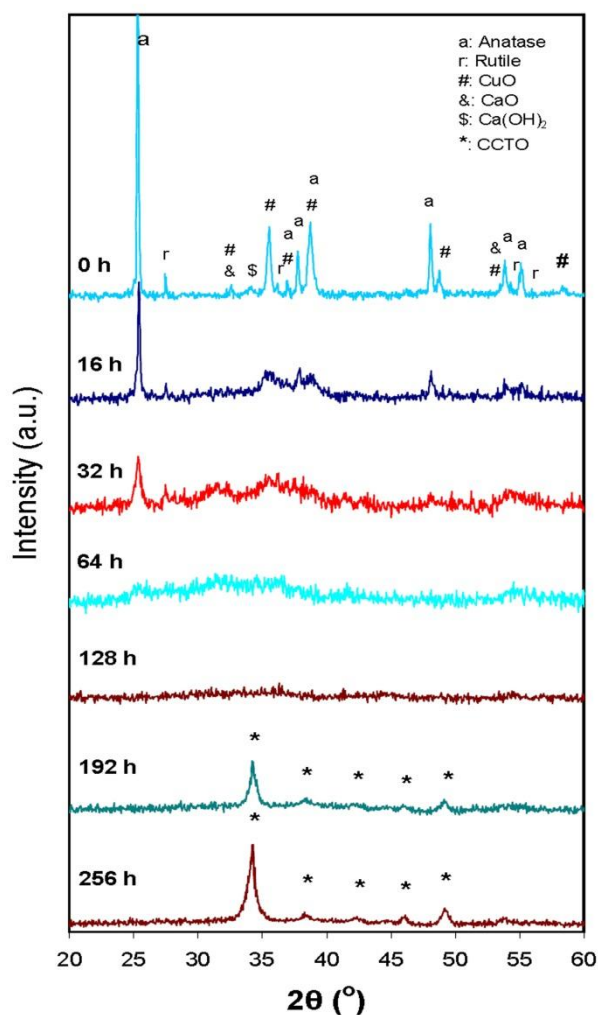 a
a: Anatase
r: Rutile
#: CuO
&: CaO
$: Ca(OH)₂
*: CCTO
a
# # a
a a
# # r # a # #
r & $ r # & a
# r r
0 h
16 h
32 h
64 h
128 h
192 h
* * * * *
256 h
* * * * *
Intensity (a.u.)
20 25 30 35 40 45 50 55 60
2θ (°)